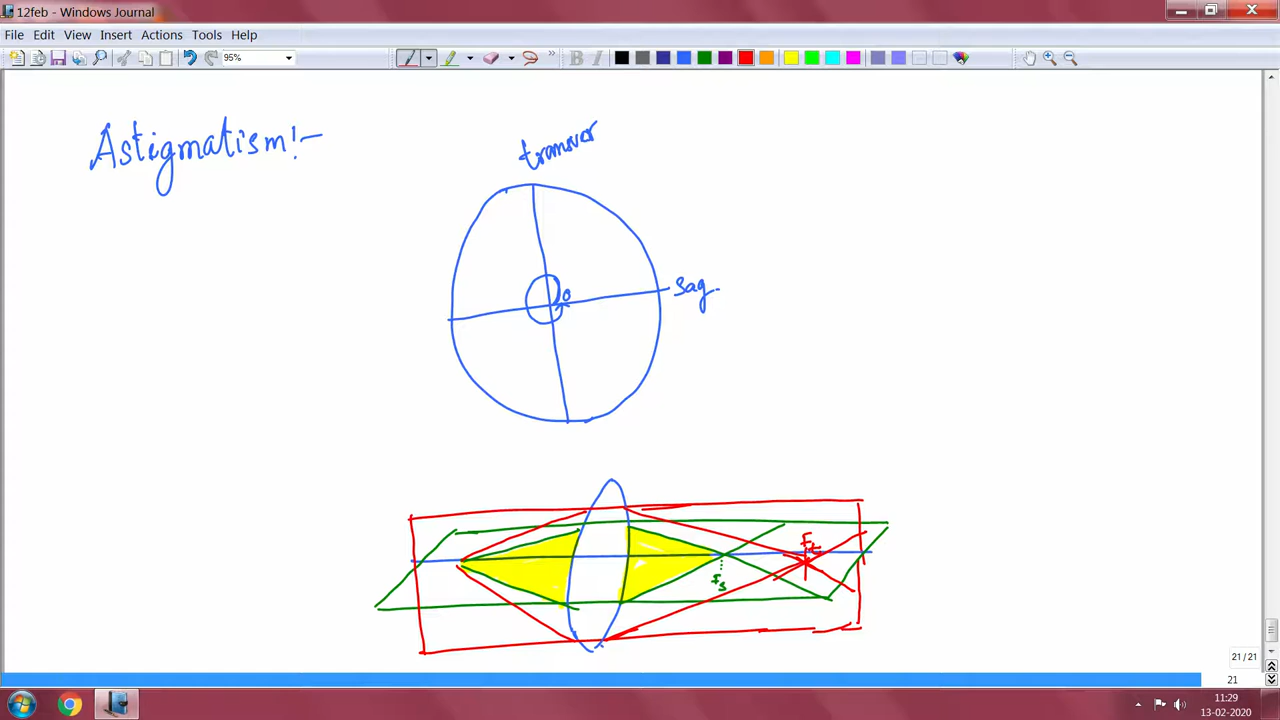 12feb - Windows Journal
File Edit View Insert Actions Tools Help
95%
Astigmatism:-
transver
Sag.
Ft
Fs
21 / 21
21
11:29
13-02-2020